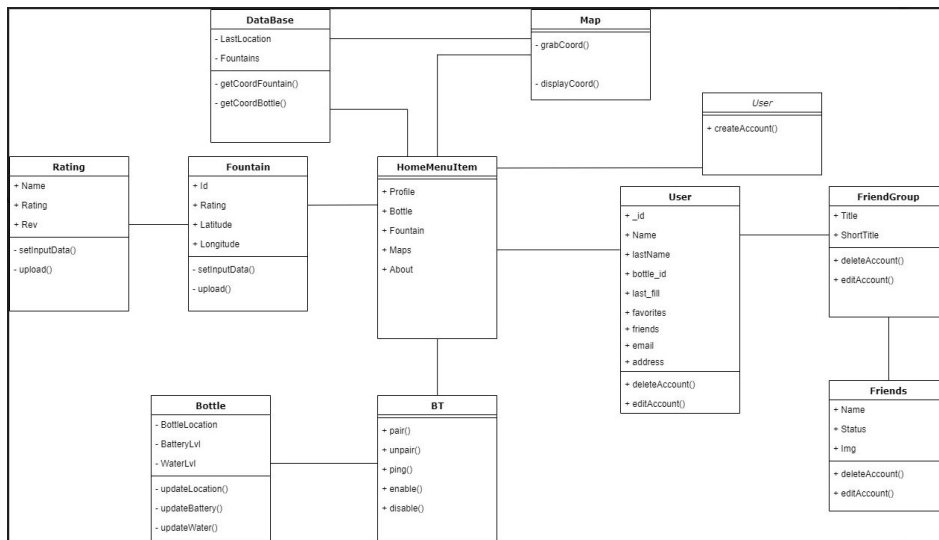 DataBase
- LastLocation
- Fountains
- getCoordFountain()
- getCoordBottle()
Map
- grabCoord()
- displayCoord()
User
+ createAccount()
Rating
+ Name
+ Rating
+ Rev
- setInputData()
- upload()
Fountain
+ Id
+ Rating
+ Latitude
+ Longitude
- setInputData()
- upload()
HomeMenuItem
+ Profile
+ Bottle
+ Fountain
+ Maps
+ About
User
+ _id
+ Name
+ lastName
+ bottle_id
+ last_fill
+ favorites
+ friends
+ email
+ address
+ deleteAccount()
+ editAccount()
FriendGroup
+ Title
+ ShortTitle
+ deleteAccount()
+ editAccount()
Bottle
- BottleLocation
- BatteryLvl
- WaterLvl
- updateLocation()
- updateBattery()
- updateWater()
BT
+ pair()
+ unpair()
+ ping()
+ enable()
+ disable()
Friends
+ Name
+ Status
+ Img
+ deleteAccount()
+ editAccount()